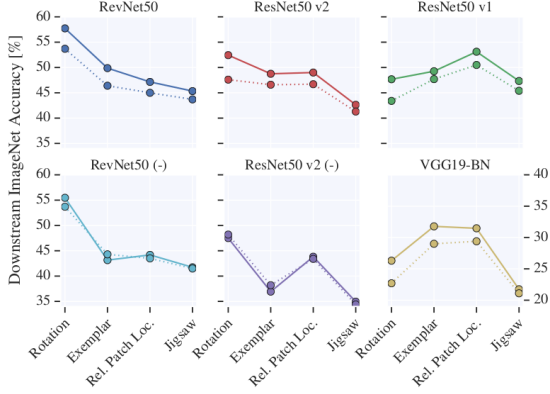 RevNet50
ResNet50 v2
ResNet50 v1
Downstream ImageNet Accuracy [%]
60
55
50
45
40
35
RevNet50 (-)
ResNet50 v2 (-)
VGG19-BN
60
55
50
45
40
35
40
35
30
25
20
Rotation
Exemplar
Rel. Patch Loc.
Jigsaw
Rotation
Exemplar
Rel. Patch Loc.
Jigsaw
Rotation
Exemplar
Rel. Patch Loc.
Jigsaw